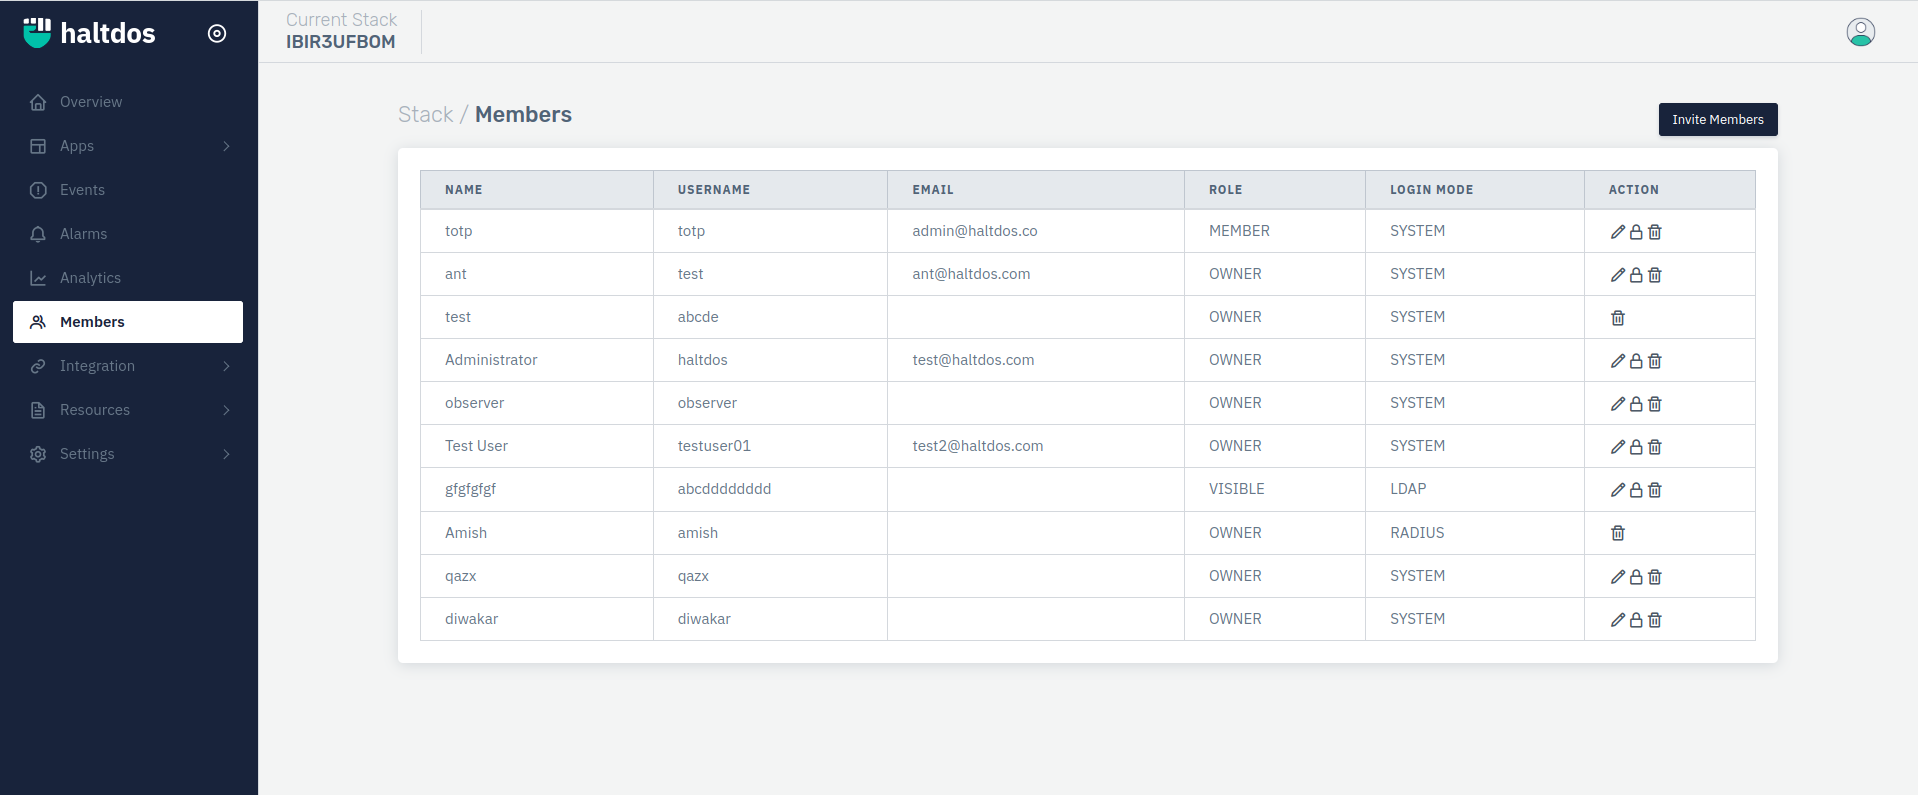 haltdos
Current Stack
IBIR3UFBOM
Overview
Apps
Events
Alarms
Analytics
Members
Integration
Resources
Settings
Stack / Members
Invite Members
NAME USERNAME EMAIL ROLE LOGIN MODE ACTION
totp totp admin@haltdos.co MEMBER SYSTEM
ant test ant@haltdos.com OWNER SYSTEM
test abcde OWNER SYSTEM
Administrator haltdos test@haltdos.com OWNER SYSTEM
observer observer OWNER SYSTEM
Test User testuser01 test2@haltdos.com OWNER SYSTEM
gfgfgfgf abcdddddddd VISIBLE LDAP
Amish amish OWNER RADIUS
qazx qazx OWNER SYSTEM
diwakar diwakar OWNER SYSTEM